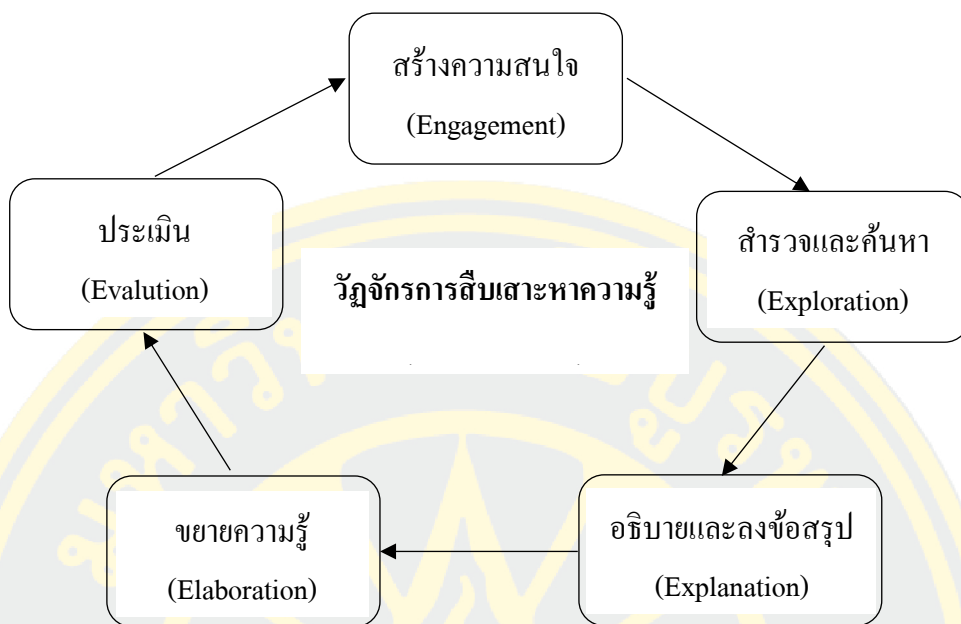 สร้างความสนใจ
(Engagement)
ประเมิน
(Evalution)
สำรวจและค้นหา
(Exploration)
วัฏจักรการสืบเสาะหาความรู้
ขยายความรู้
(Elaboration)
อธิบายและลงข้อสรุป
(Explanation)